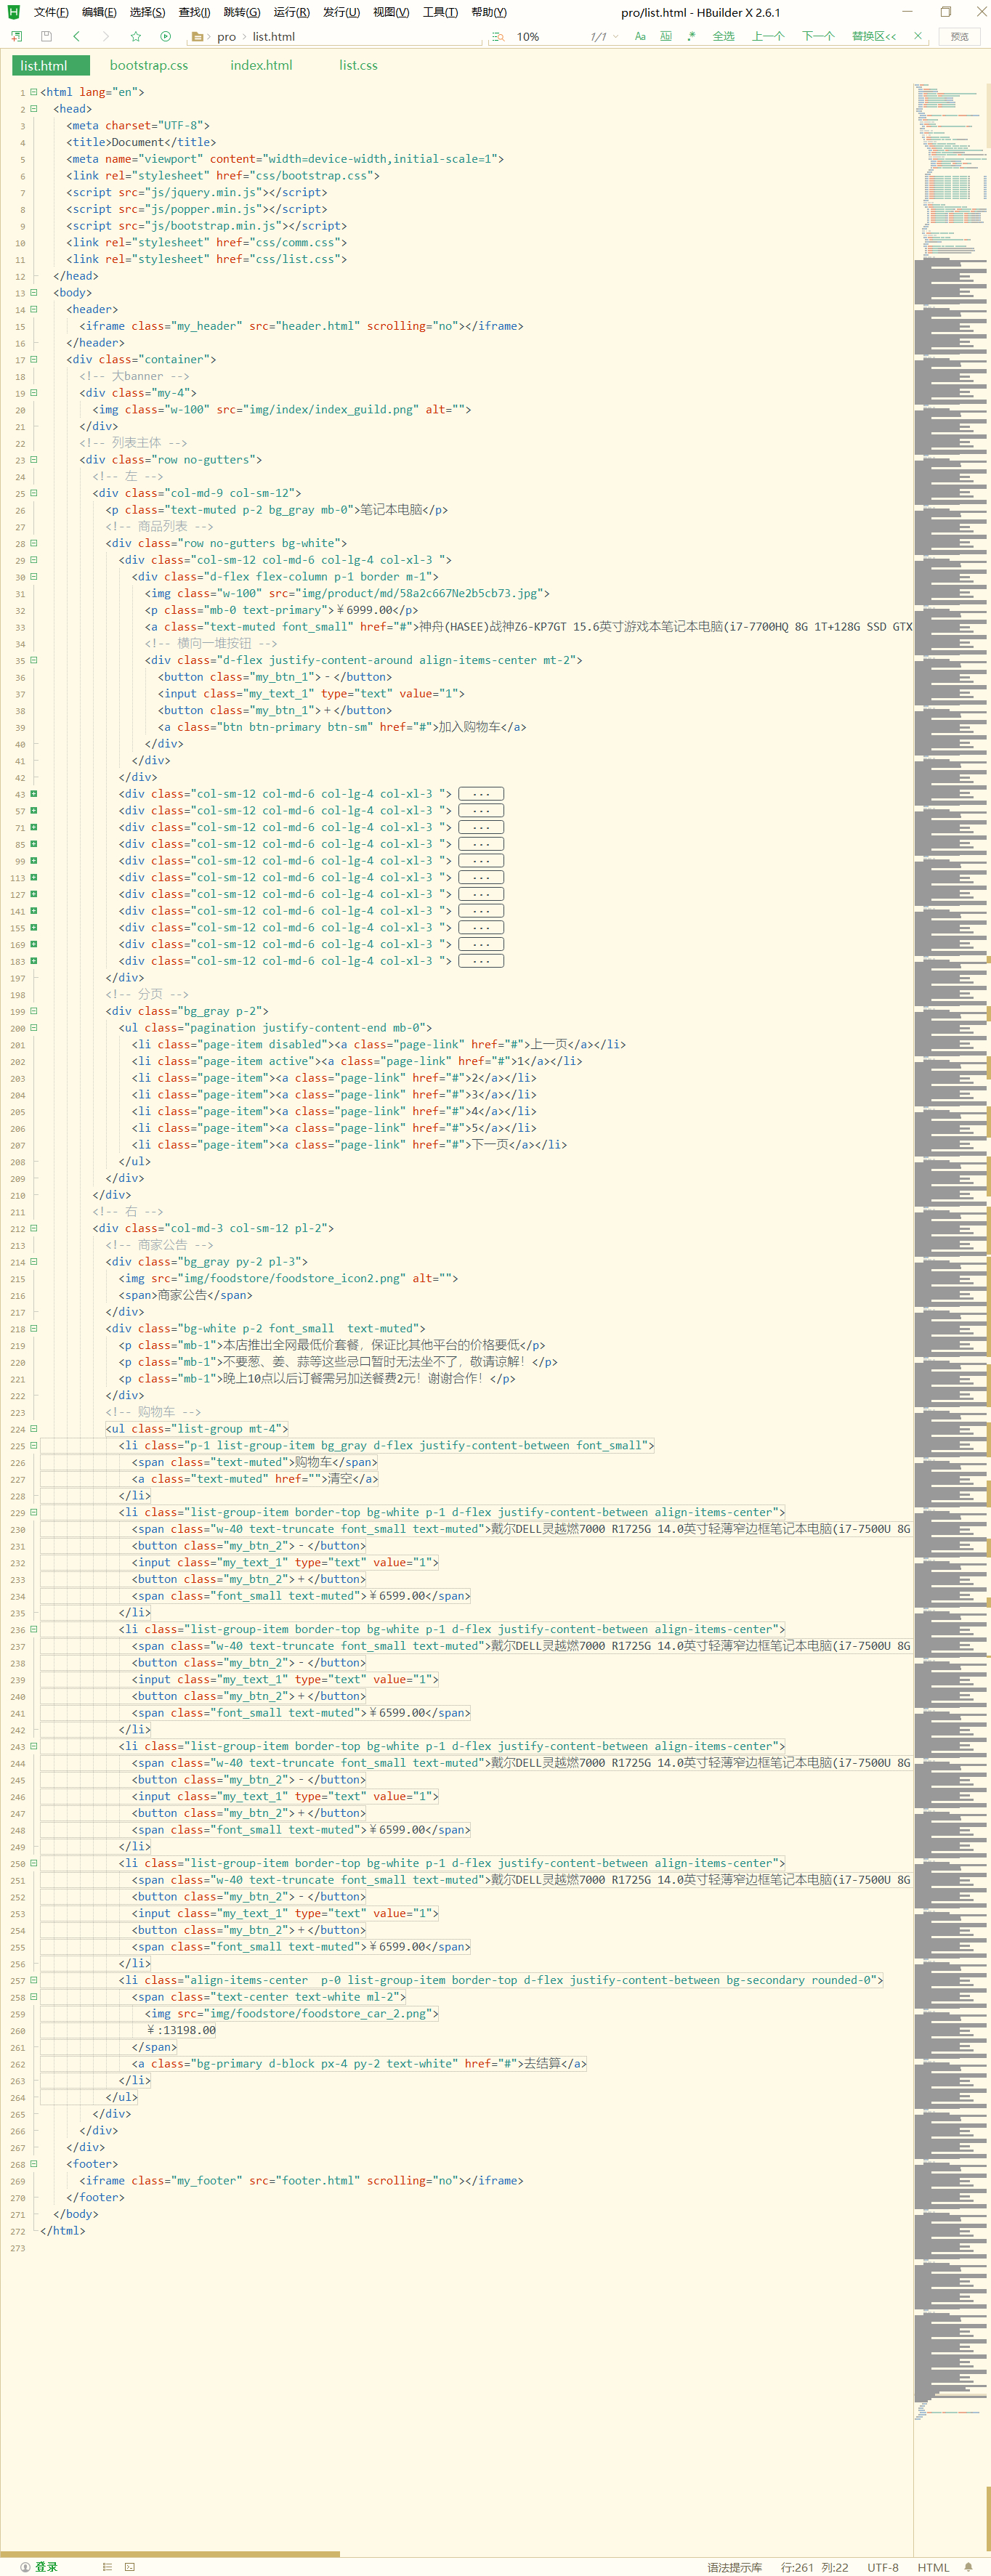 文件(F) 编辑(E) 选择(S) 查找(I) 跳转(G) 运行(R) 发行(U) 视图(V) 工具(T) 帮助(Y) pro/list.html - HBuilder X 2.6.1
pro list.html 10% 1/1 Aa Ab .* 全选 上一个 下一个 替换区<< 预览
list.html bootstrap.css index.html list.css
1 <html lang="en">
2 <head>
3 <meta charset="UTF-8">
4 <title>Document</title>
5 <meta name="viewport" content="width=device-width,initial-scale=1">
6 <link rel="stylesheet" href="css/bootstrap.css">
7 <script src="js/jquery.min.js"></script>
8 <script src="js/popper.min.js"></script>
9 <script src="js/bootstrap.min.js"></script>
10 <link rel="stylesheet" href="css/comm.css">
11 <link rel="stylesheet" href="css/list.css">
12 </head>
13 <body>
14 <header>
15 <iframe class="my_header" src="header.html" scrolling="no"></iframe>
16 </header>
17 <div class="container">
18 <!-- 大banner -->
19 <div class="my-4">
20 <img class="w-100" src="img/index/index_guild.png" alt="">
21 </div>
22 <!-- 列表主体 -->
23 <div class="row no-gutters">
24 <!-- 左 -->
25 <div class="col-md-9 col-sm-12">
26 <p class="text-muted p-2 bg_gray mb-0">笔记本电脑</p>
27 <!-- 商品列表 -->
28 <div class="row no-gutters bg-white">
29 <div class="col-sm-12 col-md-6 col-lg-4 col-xl-3 ">
30 <div class="d-flex flex-column p-1 border m-1">
31 <img class="w-100" src="img/product/md/58a2c667Ne2b5cb73.jpg">
32 <p class="mb-0 text-primary">￥6999.00</p>
33 <a class="text-muted font_small" href="#">神舟(HASEE)战神Z6-KP7GT 15.6英寸游戏本笔记本电脑(i7-7700HQ 8G 1T+128G SSD GTX
34 <!-- 横向一堆按钮 -->
35 <div class="d-flex justify-content-around align-items-center mt-2">
36 <button class="my_btn_1">－</button>
37 <input class="my_text_1" type="text" value="1">
38 <button class="my_btn_1">＋</button>
39 <a class="btn btn-primary btn-sm" href="#">加入购物车</a>
40 </div>
41 </div>
42 </div>
43 <div class="col-sm-12 col-md-6 col-lg-4 col-xl-3 "> ...
57 <div class="col-sm-12 col-md-6 col-lg-4 col-xl-3 "> ...
71 <div class="col-sm-12 col-md-6 col-lg-4 col-xl-3 "> ...
85 <div class="col-sm-12 col-md-6 col-lg-4 col-xl-3 "> ...
99 <div class="col-sm-12 col-md-6 col-lg-4 col-xl-3 "> ...
113 <div class="col-sm-12 col-md-6 col-lg-4 col-xl-3 "> ...
127 <div class="col-sm-12 col-md-6 col-lg-4 col-xl-3 "> ...
141 <div class="col-sm-12 col-md-6 col-lg-4 col-xl-3 "> ...
155 <div class="col-sm-12 col-md-6 col-lg-4 col-xl-3 "> ...
169 <div class="col-sm-12 col-md-6 col-lg-4 col-xl-3 "> ...
183 <div class="col-sm-12 col-md-6 col-lg-4 col-xl-3 "> ...
197 </div>
198 <!-- 分页 -->
199 <div class="bg_gray p-2">
200 <ul class="pagination justify-content-end mb-0">
201 <li class="page-item disabled"><a class="page-link" href="#">上一页</a></li>
202 <li class="page-item active"><a class="page-link" href="#">1</a></li>
203 <li class="page-item"><a class="page-link" href="#">2</a></li>
204 <li class="page-item"><a class="page-link" href="#">3</a></li>
205 <li class="page-item"><a class="page-link" href="#">4</a></li>
206 <li class="page-item"><a class="page-link" href="#">5</a></li>
207 <li class="page-item"><a class="page-link" href="#">下一页</a></li>
208 </ul>
209 </div>
210 </div>
211 <!-- 右 -->
212 <div class="col-md-3 col-sm-12 pl-2">
213 <!-- 商家公告 -->
214 <div class="bg_gray py-2 pl-3">
215 <img src="img/foodstore/foodstore_icon2.png" alt="">
216 <span>商家公告</span>
217 </div>
218 <div class="bg-white p-2 font_small  text-muted">
219 <p class="mb-1">本店推出全网最低价套餐，保证比其他平台的价格要低</p>
220 <p class="mb-1">不要葱、姜、蒜等这些忌口暂时无法坐不了，敬请谅解！</p>
221 <p class="mb-1">晚上10点以后订餐需另加送餐费2元！谢谢合作！</p>
222 </div>
223 <!-- 购物车 -->
224 <ul class="list-group mt-4">
225 <li class="p-1 list-group-item bg_gray d-flex justify-content-between font_small">
226 <span class="text-muted">购物车</span>
227 <a class="text-muted" href="">清空</a>
228 </li>
229 <li class="list-group-item border-top bg-white p-1 d-flex justify-content-between align-items-center">
230 <span class="w-40 text-truncate font_small text-muted">戴尔DELL灵越燃7000 R1725G 14.0英寸轻薄窄边框笔记本电脑(i7-7500U 8G
231 <button class="my_btn_2">－</button>
232 <input class="my_text_1" type="text" value="1">
233 <button class="my_btn_2">＋</button>
234 <span class="font_small text-muted">￥6599.00</span>
235 </li>
236 <li class="list-group-item border-top bg-white p-1 d-flex justify-content-between align-items-center">
237 <span class="w-40 text-truncate font_small text-muted">戴尔DELL灵越燃7000 R1725G 14.0英寸轻薄窄边框笔记本电脑(i7-7500U 8G
238 <button class="my_btn_2">－</button>
239 <input class="my_text_1" type="text" value="1">
240 <button class="my_btn_2">＋</button>
241 <span class="font_small text-muted">￥6599.00</span>
242 </li>
243 <li class="list-group-item border-top bg-white p-1 d-flex justify-content-between align-items-center">
244 <span class="w-40 text-truncate font_small text-muted">戴尔DELL灵越燃7000 R1725G 14.0英寸轻薄窄边框笔记本电脑(i7-7500U 8G
245 <button class="my_btn_2">－</button>
246 <input class="my_text_1" type="text" value="1">
247 <button class="my_btn_2">＋</button>
248 <span class="font_small text-muted">￥6599.00</span>
249 </li>
250 <li class="list-group-item border-top bg-white p-1 d-flex justify-content-between align-items-center">
251 <span class="w-40 text-truncate font_small text-muted">戴尔DELL灵越燃7000 R1725G 14.0英寸轻薄窄边框笔记本电脑(i7-7500U 8G
252 <button class="my_btn_2">－</button>
253 <input class="my_text_1" type="text" value="1">
254 <button class="my_btn_2">＋</button>
255 <span class="font_small text-muted">￥6599.00</span>
256 </li>
257 <li class="align-items-center  p-0 list-group-item border-top d-flex justify-content-between bg-secondary rounded-0">
258 <span class="text-center text-white ml-2">
259 <img src="img/foodstore/foodstore_car_2.png">
260 ￥:13198.00
261 </span>
262 <a class="bg-primary d-block px-4 py-2 text-white" href="#">去结算</a>
263 </li>
264 </ul>
265 </div>
266 </div>
267 </div>
268 <footer>
269 <iframe class="my_footer" src="footer.html" scrolling="no"></iframe>
270 </footer>
271 </body>
272 </html>
273
登录 语法提示库 行:261 列:22 UTF-8 HTML